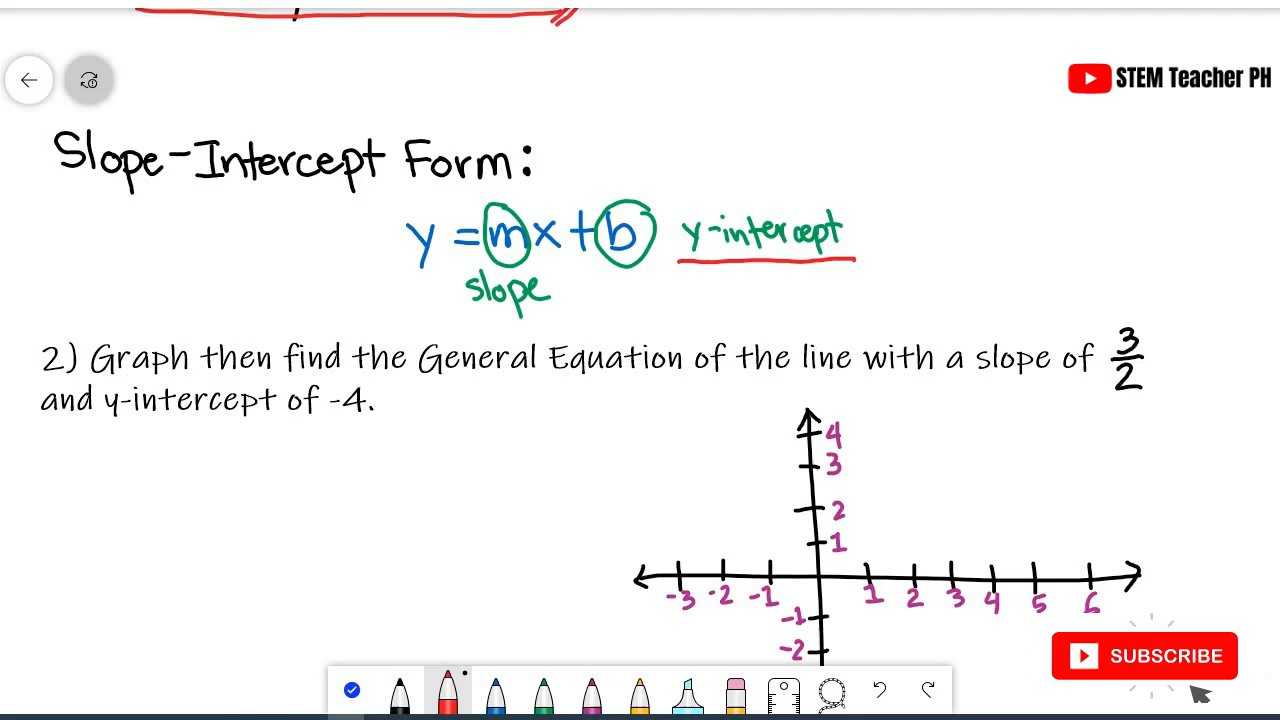 STEM Teacher PH
Slope-Intercept Form:
y = mx + b y-intercept
slope
2) Graph then find the General Equation of the line with a slope of 3/2
and y-intercept of -4.
4
3
2
1
-3 -2 -1 1 2 3 4 5 6
-1
-2
SUBSCRIBE